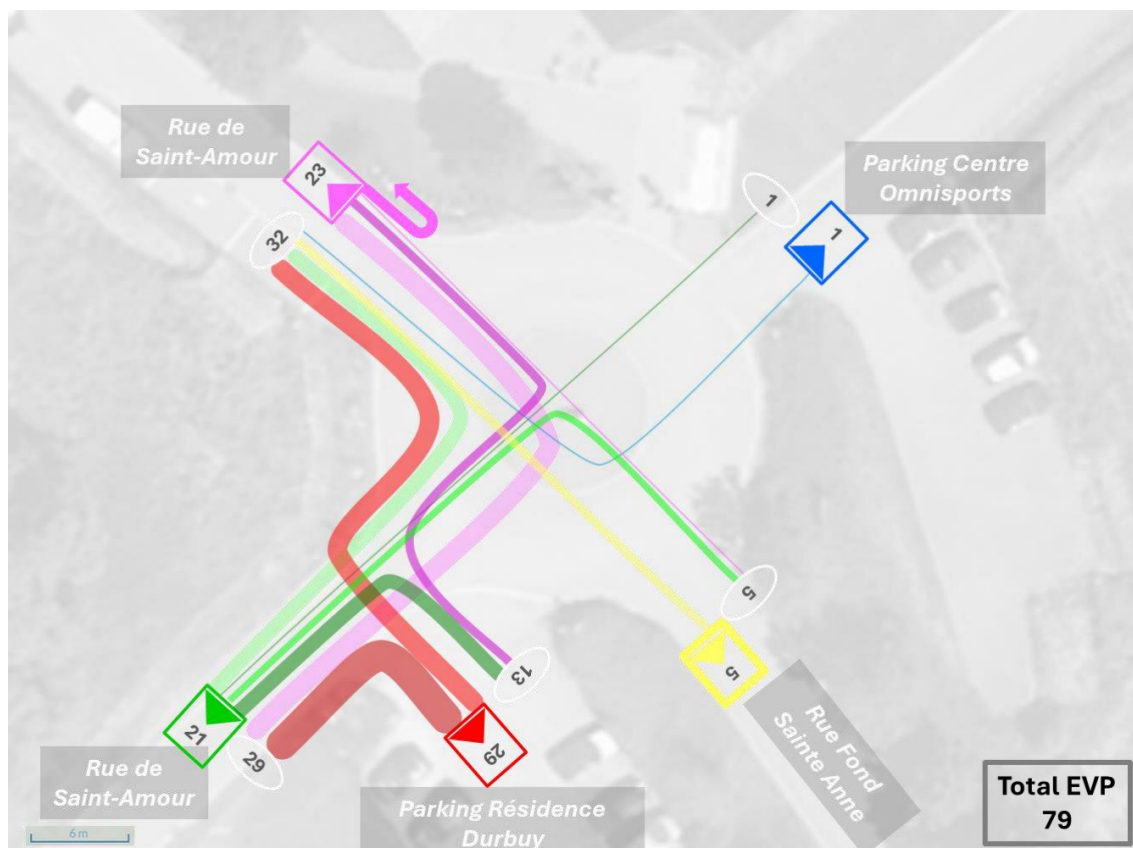 Rue de
Saint-Amour
23
32
1
1
Parking Centre
Omnisports
5
5
Rue Fond
Sainte Anne
13
21
29
29
Rue de
Saint-Amour
Parking Résidence
Durbuy
Total EVP
79
6 m